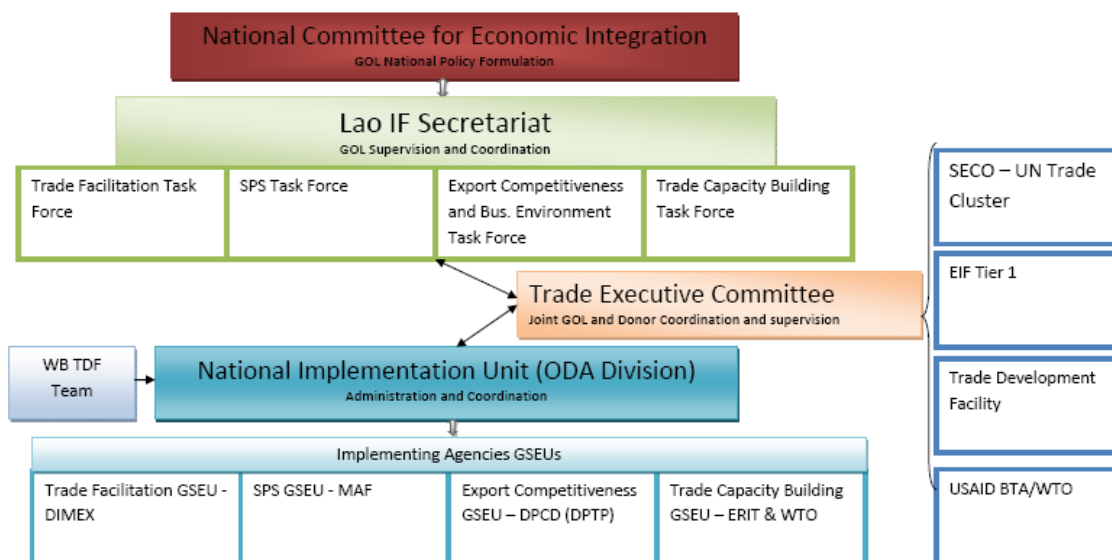 National Committee for Economic Integration
GOL National Policy Formulation
Lao IF Secretariat
GOL Supervision and Coordination
Trade Facilitation Task
Force
SPS Task Force
Export Competitiveness
and Bus. Environment
Task Force
Trade Capacity Building
Task Force
SECO – UN Trade
Cluster
EIF Tier 1
Trade Development
Facility
USAID BTA/WTO
Trade Executive Committee
Joint GOL and Donor Coordination and supervision
WB TDF
Team
National Implementation Unit (ODA Division)
Administration and Coordination
Implementing Agencies GSEUs
Trade Facilitation GSEU -
DIMEX
SPS GSEU - MAF
Export Competitiveness
GSEU – DPCD (DPTP)
Trade Capacity Building
GSEU – ERIT & WTO